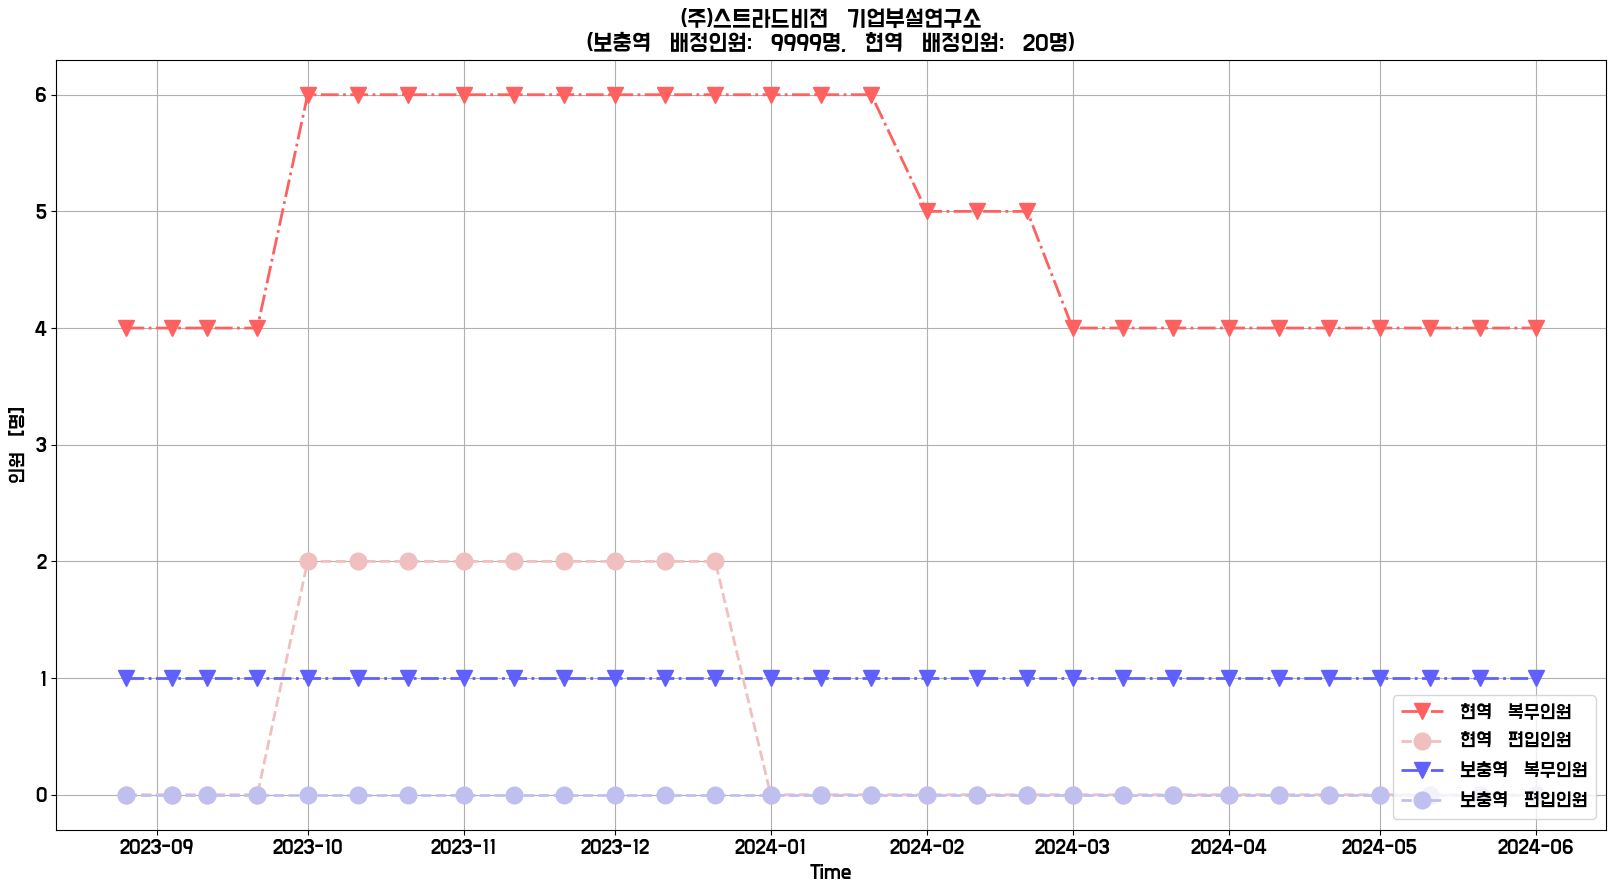 (주)스트라드비젼 기업부설연구소
(보충역 배정인원: 9999명, 현역 배정인원: 20명)
6
5
4
3
2
1
0
인원 [명]
2023-09 2023-10 2023-11 2023-12 2024-01 2024-02 2024-03 2024-04 2024-05 2024-06
Time
현역 복무인원
현역 편입인원
보충역 복무인원
보충역 편입인원